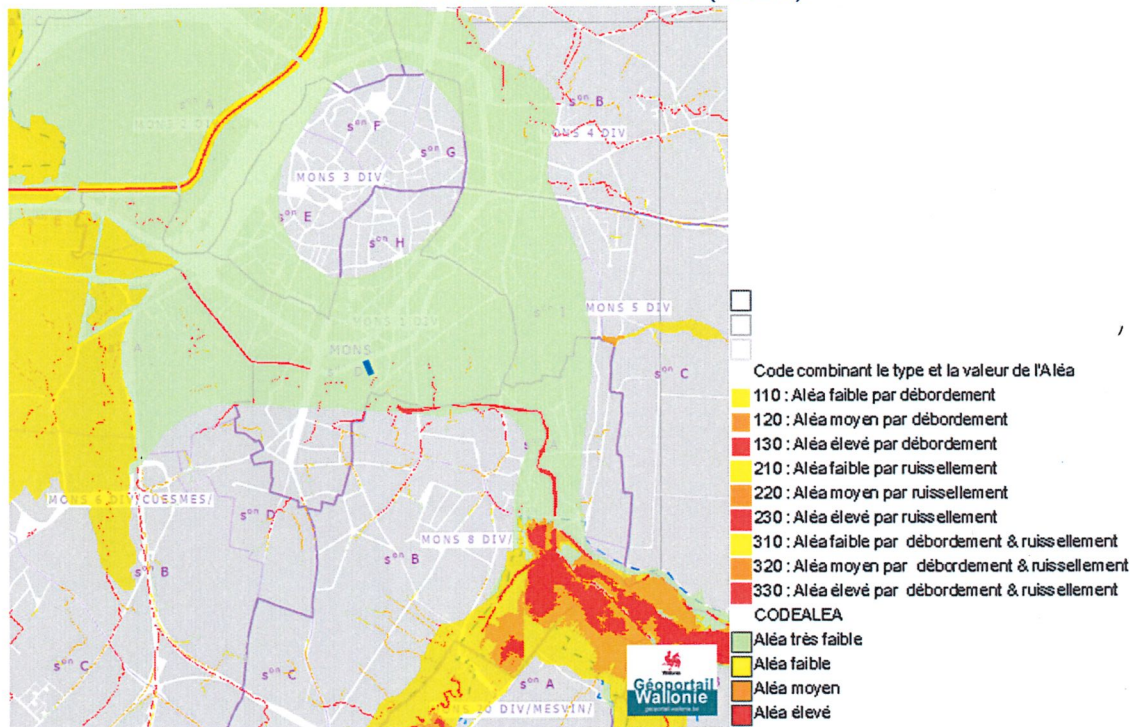 sᵒⁿ A
sᵒⁿ B
MONS 2 DIV
MONS 4 DIV
sᵒⁿ F
sᵒⁿ G
MONS 3 DIV
sᵒⁿ E
sᵒⁿ H
MONS 5 DIV
MONS 1 DIV
MONS
sᵒⁿ C
MONS 6 DIV/CUESMES/
sᵒⁿ D
MONS 8 DIV/
sᵒⁿ B
sᵒⁿ B
sᵒⁿ C
sᵒⁿ C
sᵒⁿ A
DIV/MESVIN/
Géoportail
Wallonie
Code combinant le type et la valeur de l'Aléa
110 : Aléa faible par débordement
120 : Aléa moyen par débordement
130 : Aléa élevé par débordement
210 : Aléa faible par ruissellement
220 : Aléa moyen par ruissellement
230 : Aléa élevé par ruissellement
310 : Aléa faible par débordement & ruissellement
320 : Aléa moyen par débordement & ruissellement
330 : Aléa élevé par débordement & ruissellement
CODEALEA
Aléa très faible
Aléa faible
Aléa moyen
Aléa élevé